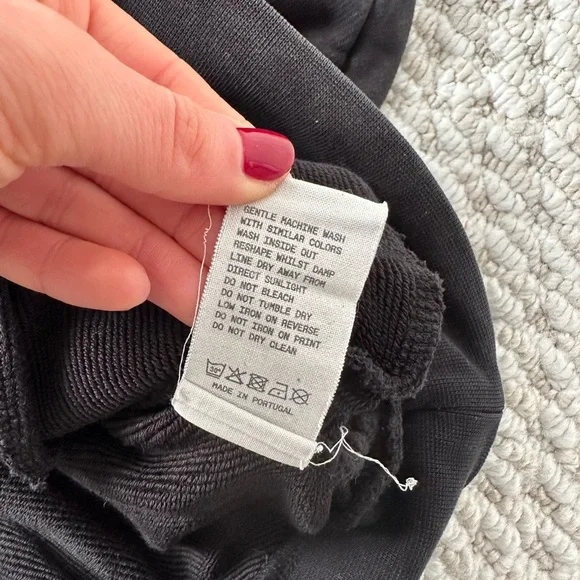 GENTLE MACHINE WASH
WITH SIMILAR COLORS
WASH INSIDE OUT
RESHAPE WHILST DAMP
LINE DRY AWAY FROM
DIRECT SUNLIGHT
DO NOT BLEACH
DO NOT TUMBLE DRY
LOW IRON ON REVERSE
DO NOT IRON ON PRINT
DO NOT DRY CLEAN
30°
MADE IN PORTUGAL